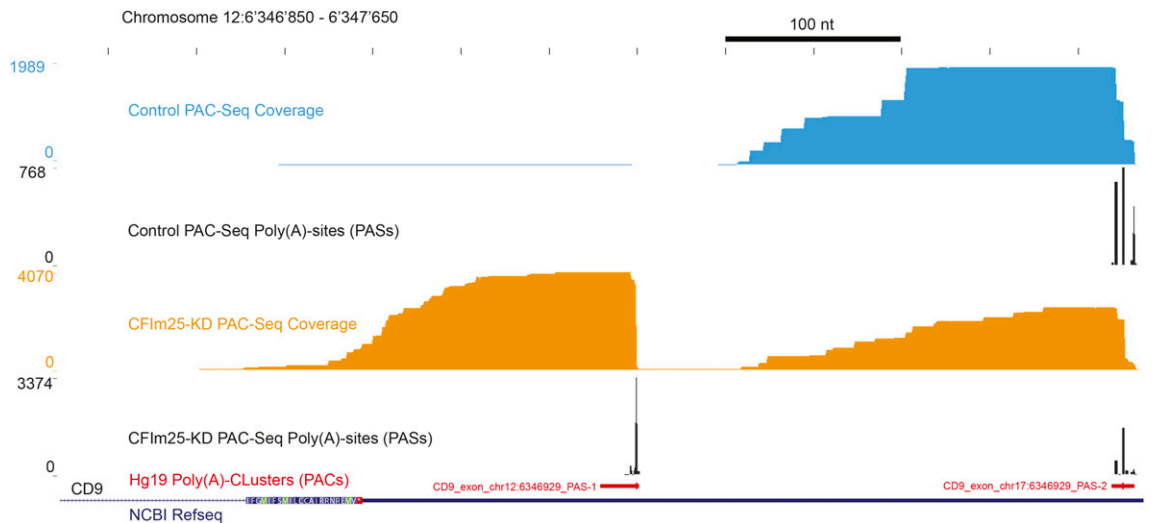 Chromosome 12:6'346'850 - 6'347'650
100 nt
1989
Control PAC-Seq Coverage
0
768
Control PAC-Seq Poly(A)-sites (PASs)
0
4070
CFIm25-KD PAC-Seq Coverage
0
3374
CFIm25-KD PAC-Seq Poly(A)-sites (PASs)
0
Hg19 Poly(A)-CLusters (PACs)
CD9_exon_chr12:6346929_PAS-1
CD9_exon_chr17:6346929_PAS-2
CD9
NCBI Refseq